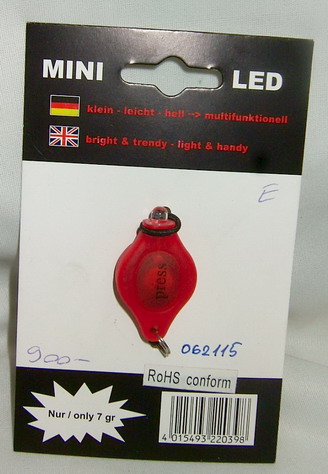 MINI LED
klein - leicht - hell -> multifunktionell
bright & trendy - light & handy
E
press
900-
062115
RoHS conform
Nur / only 7 gr
4 015493 220398